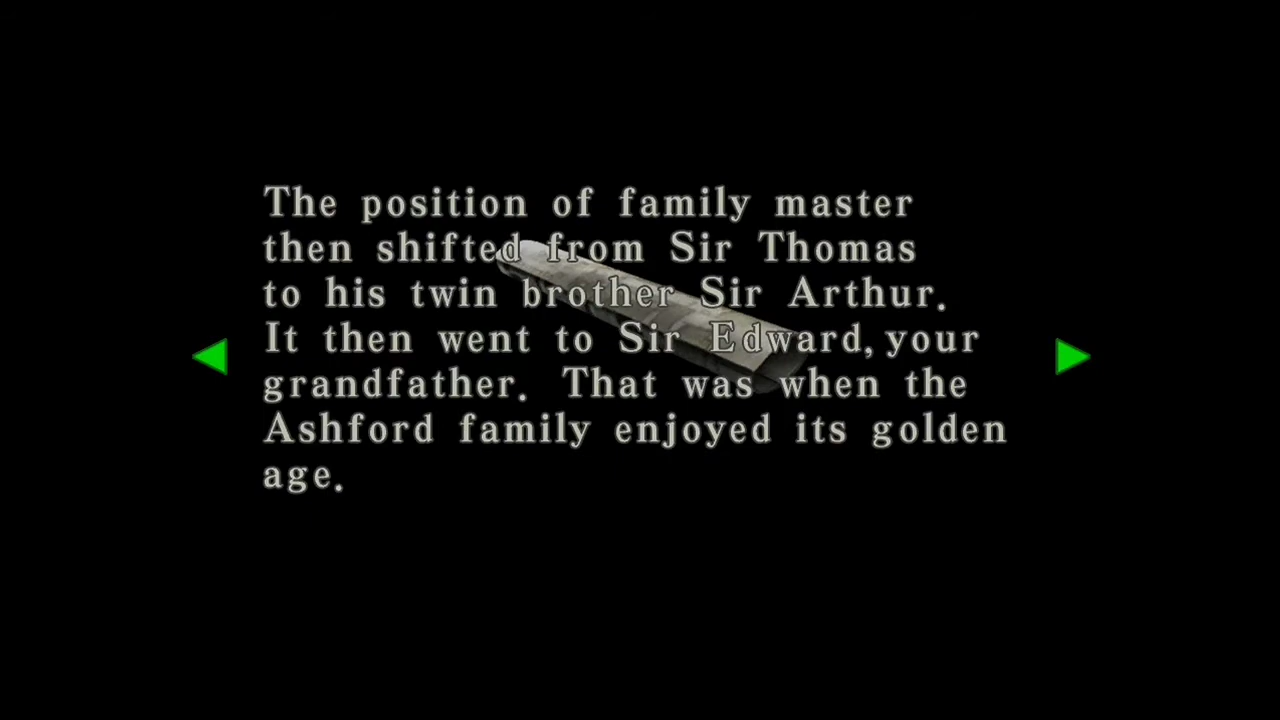 The position of family master
then shifted from Sir Thomas
to his twin brother Sir Arthur.
It then went to Sir Edward, your
grandfather. That was when the
Ashford family enjoyed its golden
age.